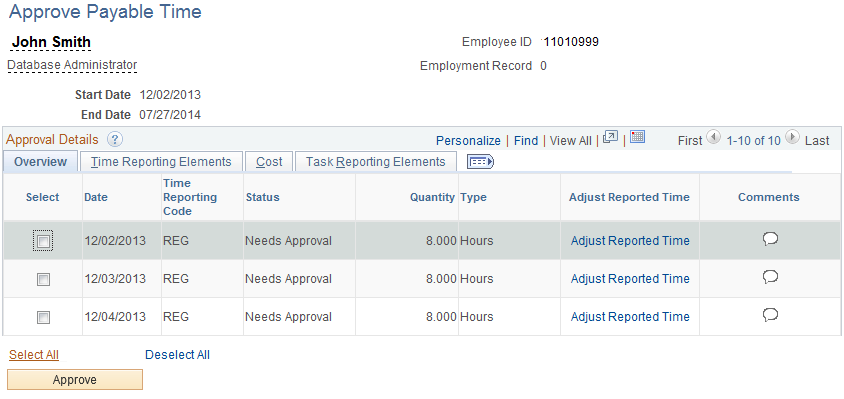 Approve Payable Time
John Smith
Employee ID 11010999
Database Administrator
Employment Record 0
Start Date 12/02/2013
End Date 07/27/2014
Approval Details ? Personalize | Find | View All | | First 1-10 of 10 Last
Overview Time Reporting Elements Cost Task Reporting Elements
Select Date Time Reporting Code Status Quantity Type Adjust Reported Time Comments
12/02/2013 REG Needs Approval 8.000 Hours Adjust Reported Time
12/03/2013 REG Needs Approval 8.000 Hours Adjust Reported Time
12/04/2013 REG Needs Approval 8.000 Hours Adjust Reported Time
Select All Deselect All
Approve